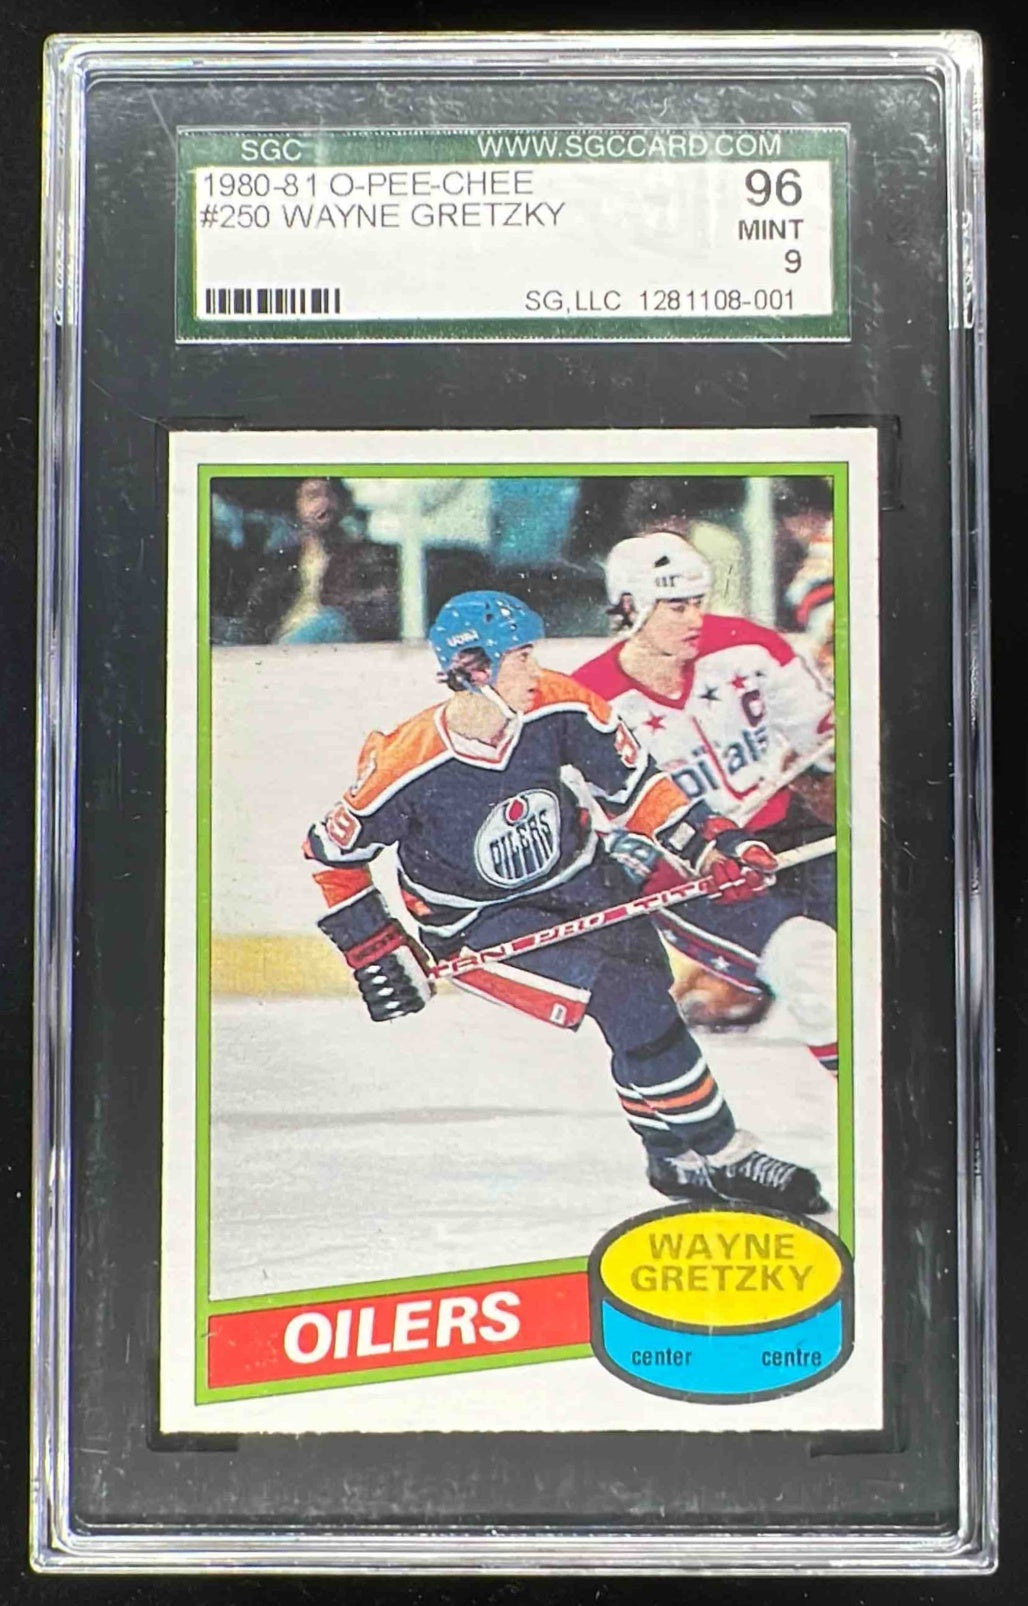 SGC WWW.SGCCARD.COM
1980-81 O-PEE-CHEE 96
#250 WAYNE GRETZKY MINT
9
SG,LLC 1281108-001
OILERS
WAYNE
GRETZKY
OILERS
center centre